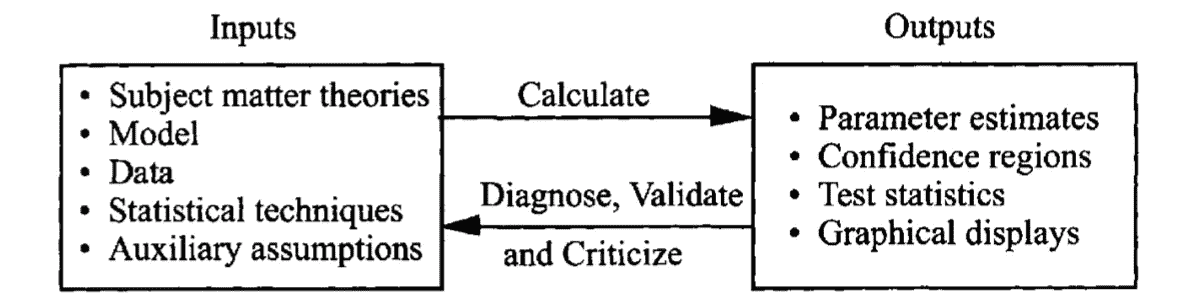 Inputs
• Subject matter theories
• Model
• Data
• Statistical techniques
• Auxiliary assumptions
Calculate
Diagnose, Validate
and Criticize
Outputs
• Parameter estimates
• Confidence regions
• Test statistics
• Graphical displays